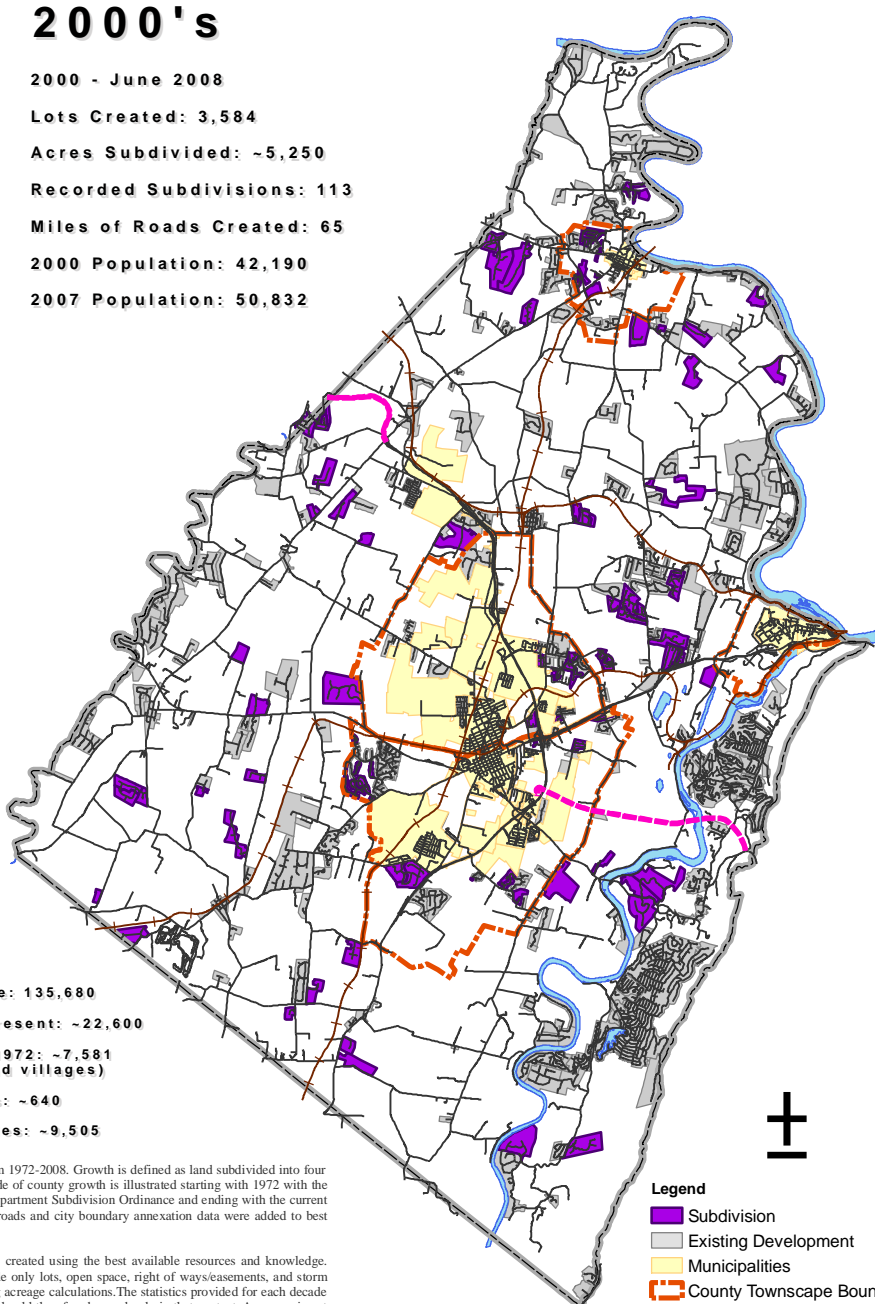 2000's
2000 - June 2008
Lots Created: 3,584
Acres Subdivided: ~5,250
Recorded Subdivisions: 113
Miles of Roads Created: 65
2000 Population: 42,190
2007 Population: 50,832
e: 135,680
esent: ~22,600
1972: ~7,581
d villages)
: ~640
es: ~9,505
n 1972-2008. Growth is defined as land subdivided into four
de of county growth is illustrated starting with 1972 with the
partment Subdivision Ordinance and ending with the current
roads and city boundary annexation data were added to best
created using the best available resources and knowledge.
e only lots, open space, right of ways/easements, and storm
g acreage calculations.The statistics provided for each decade
Legend
Subdivision
Existing Development
Municipalities
County Townscape Boun